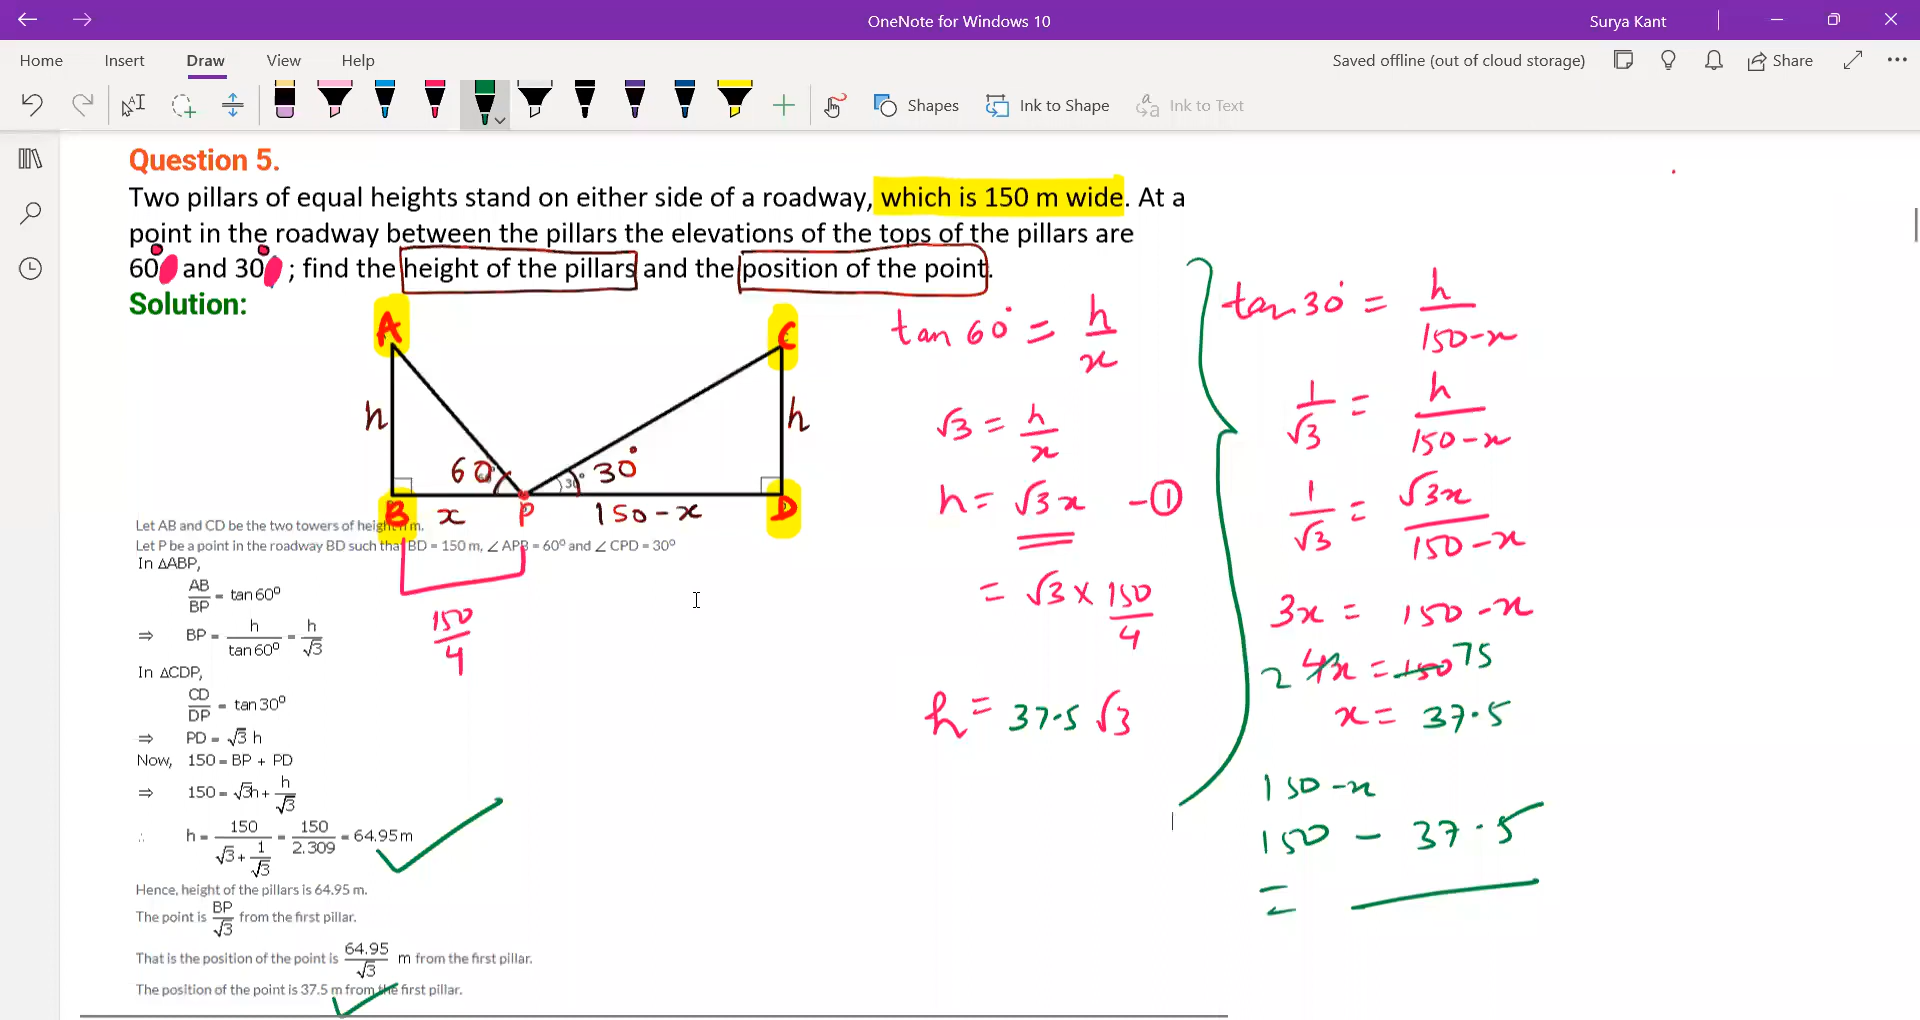 OneNote for Windows 10
Surya Kant
Home Insert Draw View Help
Saved offline (out of cloud storage)
Share
Shapes
Ink to Shape
Ink to Text
Question 5.
Two pillars of equal heights stand on either side of a roadway, which is 150 m wide. At a
point in the roadway between the pillars the elevations of the tops of the pillars are
60° and 30° ; find the height of the pillars and the position of the point.
Solution:
A
C
h
h
60°
30°
B
x
P
150-x
D
Let AB and CD be the two towers of height h m.
Let P be a point in the roadway BD such that BD = 150 m, ∠ APB = 60⁰ and ∠ CPD = 30⁰
In ΔABP,
AB/BP = tan60⁰
⇒ BP = h/tan60⁰ = h/√3
In ΔCDP,
CD/DP = tan30⁰
⇒ PD = √3 h
Now, 150 = BP + PD
⇒ 150 = √3h + h/√3
∴ h = 150/(√3 + 1/√3) = 150/2.309 = 64.95m
Hence, height of the pillars is 64.95 m.
The point is BP/√3 from the first pillar.
That is the position of the point is 64.95/√3 m from the first pillar.
The position of the point is 37.5 m from the first pillar.
150/4
tan 60° = h/x
√3 = h/x
h = √3x -①
= √3 × 150/4
h = 37.5 √3
tan 30° = h/150-x
1/√3 = h/150-x
1/√3 = √3x/150-x
3x = 150-x
2 4x = 150 75
x = 37.5
150-x
150 - 37.5
=